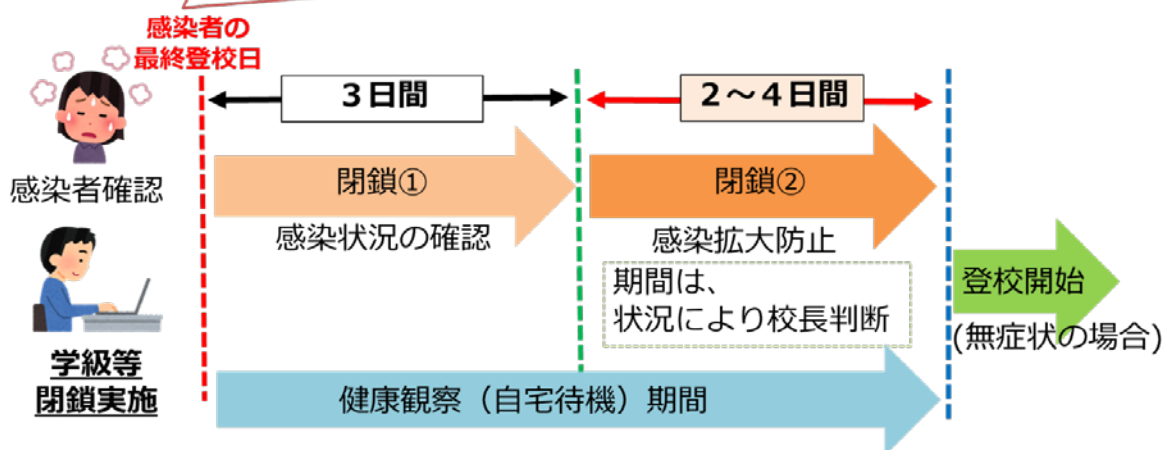 感染者の
最終登校日
3日間
2～4日間
感染者確認
閉鎖①
閉鎖②
感染状況の確認
感染拡大防止
期間は、
状況により校長判断
登校開始
(無症状の場合)
学級等
閉鎖実施
健康観察（自宅待機）期間